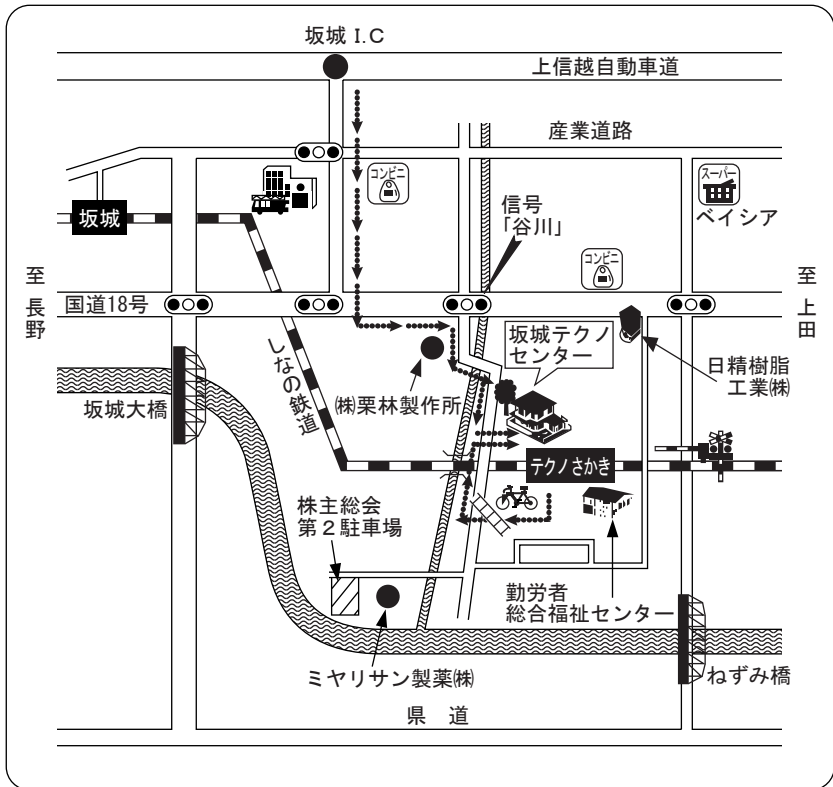 坂城 I.C
上信越自動車道
産業道路
コンビニ
スーパー
ベイシア
坂城
信号
「谷川」
コンビニ
至 長野
至 上田
国道18号
しなの鉄道
坂城テクノ
センター
日精樹脂
工業㈱
坂城大橋
㈱栗林製作所
テクノさかき
株主総会
第2駐車場
勤労者
総合福祉センター
ミヤリサン製薬㈱
ねずみ橋
県 道